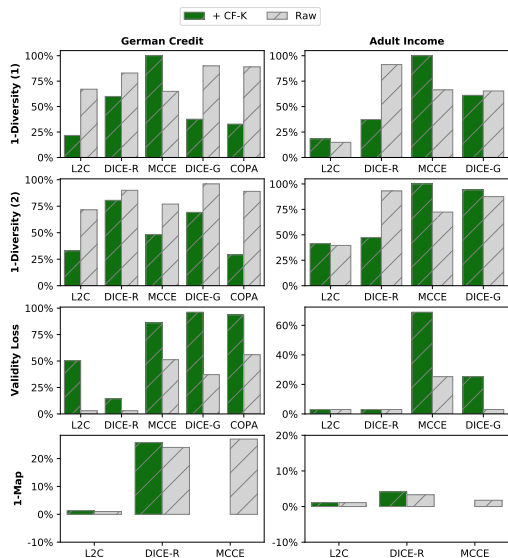 + CF-K Raw
German Credit
Adult Income
1-Diversity (1)
100%
75%
50%
25%
0%
L2C DICE-R MCCE DICE-G COPA
100%
75%
50%
25%
0%
L2C DICE-R MCCE DICE-G
1-Diversity (2)
100%
75%
50%
25%
0%
L2C DICE-R MCCE DICE-G COPA
100%
75%
50%
25%
0%
L2C DICE-R MCCE DICE-G
Validity Loss
100%
75%
50%
25%
0%
L2C DICE-R MCCE DICE-G COPA
60%
40%
20%
0%
L2C DICE-R MCCE DICE-G
1-Map
20%
10%
0%
-10%
L2C DICE-R MCCE
20%
10%
0%
-10%
L2C DICE-R MCCE